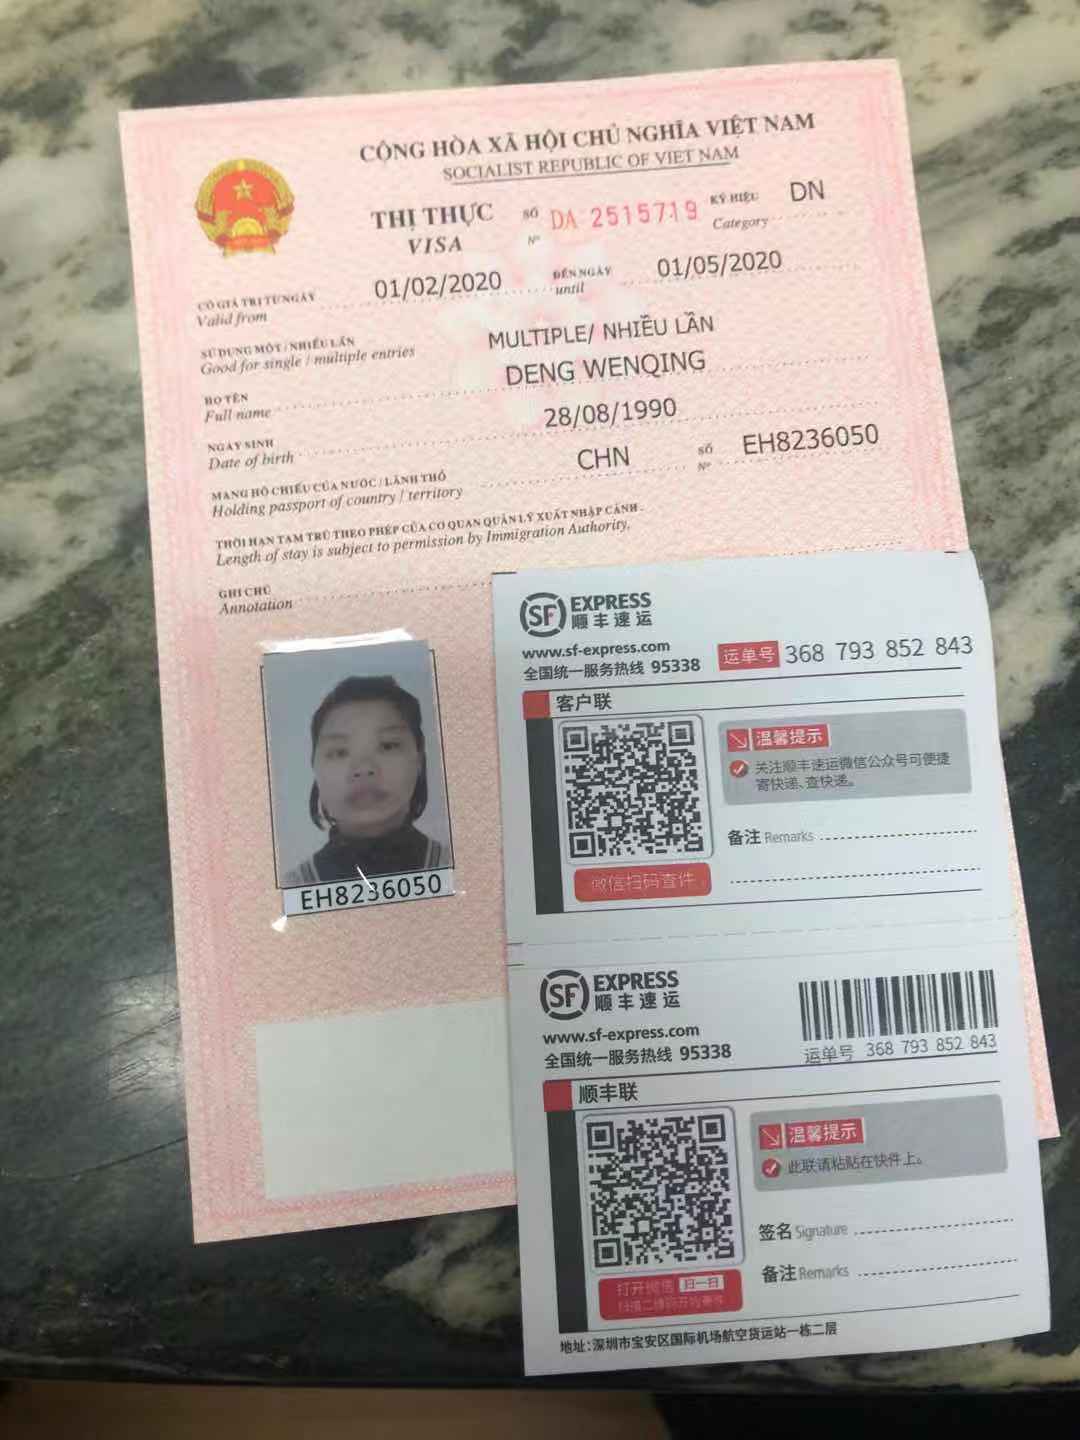 CỘNG HÒA XÃ HỘI CHỦ NGHĨA VIỆT NAM
SOCIALIST REPUBLIC OF VIET NAM
THỊ THỰC SỐ DA 2515719 KÝ HIỆU DN
VISA Nº Category
CÓ GIÁ TRỊ TỪ NGÀY 01/02/2020 ĐẾN NGÀY 01/05/2020
Valid from until
SỬ DỤNG MỘT / NHIỀU LẦN MULTIPLE/ NHIỀU LẦN
Good for single / multiple entries
HỌ TÊN DENG WENQING
Full name
NGÀY SINH 28/08/1990
Date of birth
MANG HỘ CHIẾU CỦA NƯỚC / LÃNH THỔ CHN SỐ EH8236050
Holding passport of country / territory Nº
THỜI HẠN TẠM TRÚ THEO PHÉP CỦA CƠ QUAN QUẢN LÝ XUẤT NHẬP CẢNH.
Length of stay is subject to permission by Immigration Authority.
GHI CHÚ
Annotation
EH8236050
SF EXPRESS
顺丰速运
www.sf-express.com
全国统一服务热线 95338 运单号 368 793 852 843
客户联
温馨提示
关注顺丰速运微信公众号可便捷
寄快递、查快递。
备注 Remarks
微信扫码查件
SF EXPRESS
顺丰速运
www.sf-express.com
全国统一服务热线 95338 运单号 368 793 852 843
顺丰联
温馨提示
此联请粘贴在快件上。
签名 Signature
备注 Remarks
打开微信 扫一扫
扫描二维码开始寄件
地址：深圳市宝安区国际机场航空货运站一栋二层